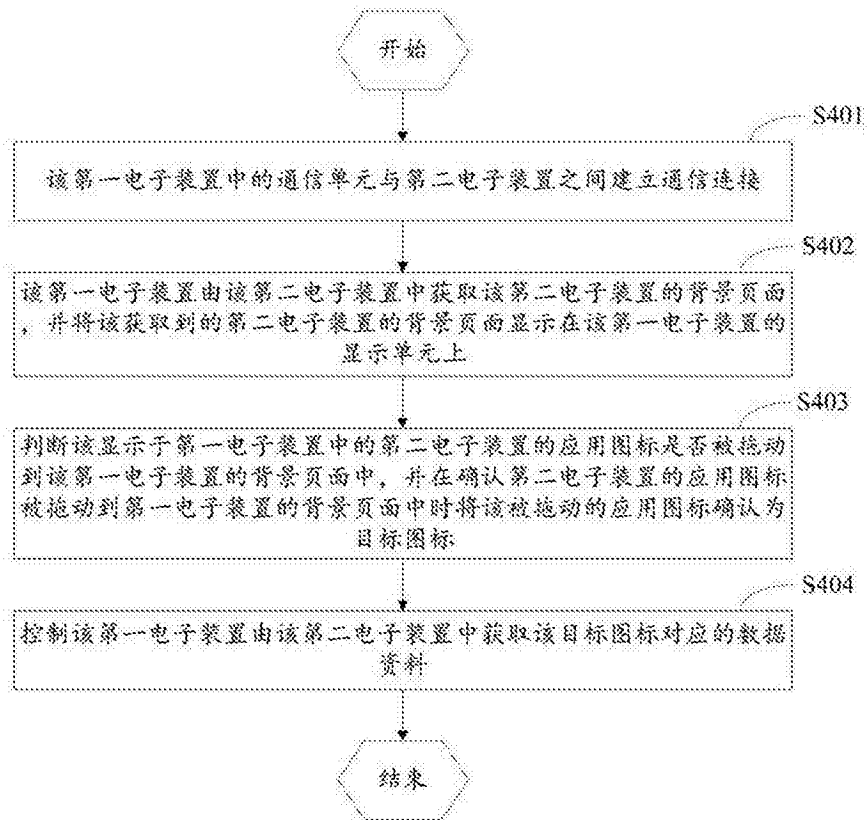 开始
S401
该第一电子装置中的通信单元与第二电子装置之间建立通信连接
S402
该第一电子装置由该第二电子装置中获取该第二电子装置的背景页面
，并将该获取到的第二电子装置的背景页面显示在该第一电子装置的
显示单元上
S403
判断该显示于第一电子装置中的第二电子装置的应用图标是否被拖动
到该第一电子装置的背景页面中，并在确认第二电子装置的应用图标
被拖动到第一电子装置的背景页面中时将该被拖动的应用图标确认为
目标图标
S404
控制该第一电子装置由该第二电子装置中获取该目标图标对应的数据
资料
结束